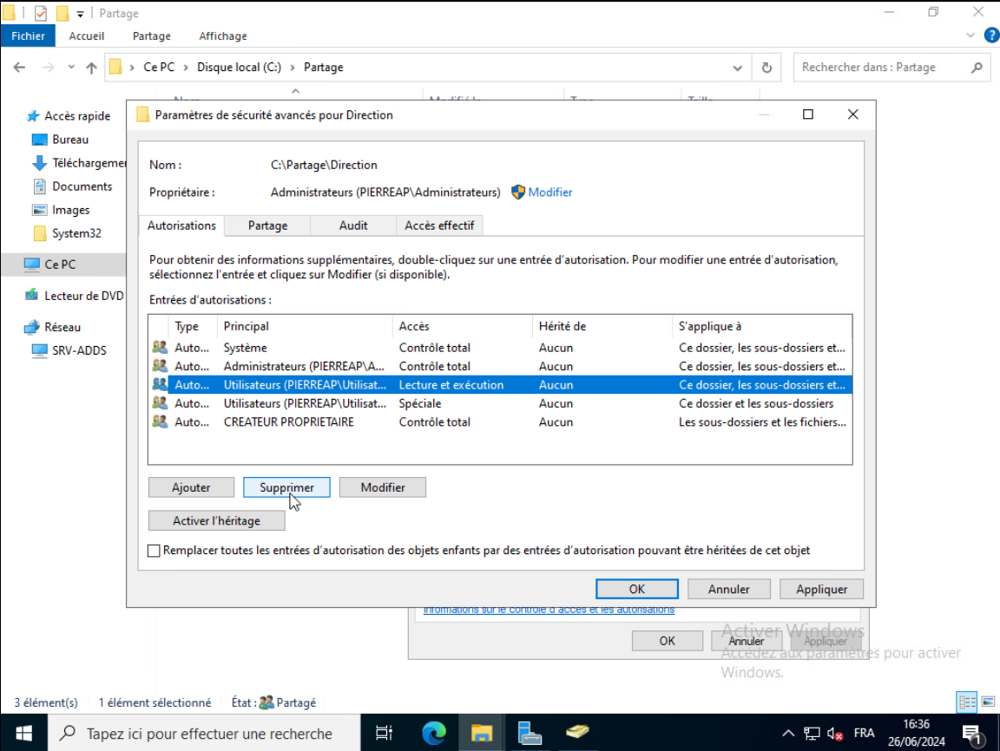 Partage
Fichier Accueil Partage Affichage
Ce PC Disque local (C:) Partage
Rechercher dans : Partage
Accès rapide
Bureau
Téléchargemen
Documents
Images
System32
Ce PC
Lecteur de DVD
Réseau
SRV-ADDS
Paramètres de sécurité avancés pour Direction
Nom : C:\Partage\Direction
Propriétaire : Administrateurs (PIERREAP\Administrateurs) Modifier
Autorisations Partage Audit Accès effectif
Pour obtenir des informations supplémentaires, double-cliquez sur une entrée d'autorisation. Pour modifier une entrée d'autorisation,
sélectionnez l'entrée et cliquez sur Modifier (si disponible).
Entrées d'autorisations :
Type Principal Accès Hérité de S'applique à
Auto... Système Contrôle total Aucun Ce dossier, les sous-dossiers et...
Auto... Administrateurs (PIERREAP\A... Contrôle total Aucun Ce dossier, les sous-dossiers et...
Auto... Utilisateurs (PIERREAP\Utilisat... Lecture et exécution Aucun Ce dossier, les sous-dossiers et...
Auto... Utilisateurs (PIERREAP\Utilisat... Spéciale Aucun Ce dossier et les sous-dossiers
Auto... CREATEUR PROPRIETAIRE Contrôle total Aucun Les sous-dossiers et les fichiers...
Ajouter Supprimer Modifier
Activer l'héritage
Remplacer toutes les entrées d'autorisation des objets enfants par des entrées d'autorisation pouvant être héritées de cet objet
OK Annuler Appliquer
Informations sur le contrôle d'accès et les autorisations
OK Annuler Appliquer
Activer Windows
Accédez aux paramètres pour activer
Windows.
3 élément(s) 1 élément sélectionné État : Partagé
Tapez ici pour effectuer une recherche
FRA
16:36
26/06/2024
1